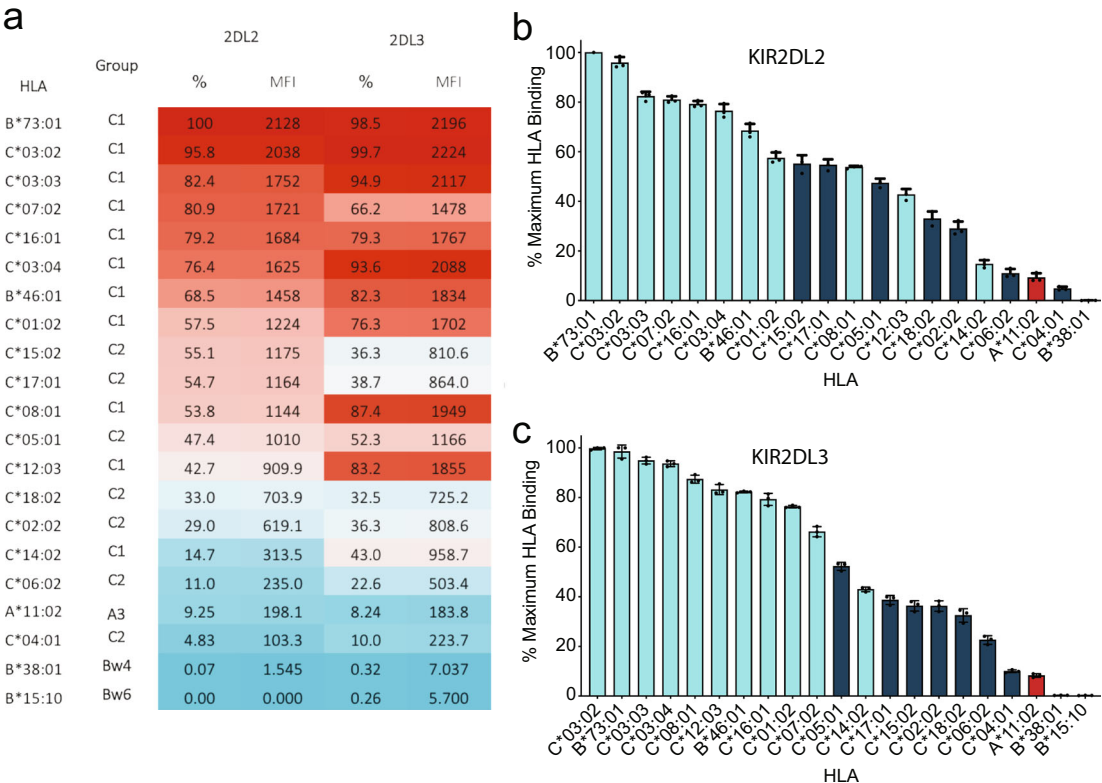 a
2DL2 2DL3
HLA Group % MFI % MFI
B*73:01 C1 100 2128 98.5 2196
C*03:02 C1 95.8 2038 99.7 2224
C*03:03 C1 82.4 1752 94.9 2117
C*07:02 C1 80.9 1721 66.2 1478
C*16:01 C1 79.2 1684 79.3 1767
C*03:04 C1 76.4 1625 93.6 2088
B*46:01 C1 68.5 1458 82.3 1834
C*01:02 C1 57.5 1224 76.3 1702
C*15:02 C2 55.1 1175 36.3 810.6
C*17:01 C2 54.7 1164 38.7 864.0
C*08:01 C1 53.8 1144 87.4 1949
C*05:01 C2 47.4 1010 52.3 1166
C*12:03 C1 42.7 909.9 83.2 1855
C*18:02 C2 33.0 703.9 32.5 725.2
C*02:02 C2 29.0 619.1 36.3 808.6
C*14:02 C1 14.7 313.5 43.0 958.7
C*06:02 C2 11.0 235.0 22.6 503.4
A*11:02 A3 9.25 198.1 8.24 183.8
C*04:01 C2 4.83 103.3 10.0 223.7
B*38:01 Bw4 0.07 1.545 0.32 7.037
B*15:10 Bw6 0.00 0.000 0.26 5.700
b
KIR2DL2
% Maximum HLA Binding
100
80
60
40
20
0
B*73:01 C*03:02 C*03:03 C*07:02 C*16:01 C*03:04 B*46:01 C*01:02 C*15:02 C*17:01 C*08:01 C*05:01 C*12:03 C*18:02 C*02:02 C*14:02 C*06:02 A*11:02 C*04:01 B*38:01
HLA
c
KIR2DL3
% Maximum HLA Binding
100
80
60
40
20
0
C*03:02 B*73:01 C*03:03 C*03:04 C*08:01 C*12:03 B*46:01 C*16:01 C*01:02 C*07:02 C*05:01 C*14:02 C*17:01 C*15:02 C*02:02 C*18:02 C*06:02 C*04:01 A*11:02 B*38:01 B*15:10
HLA